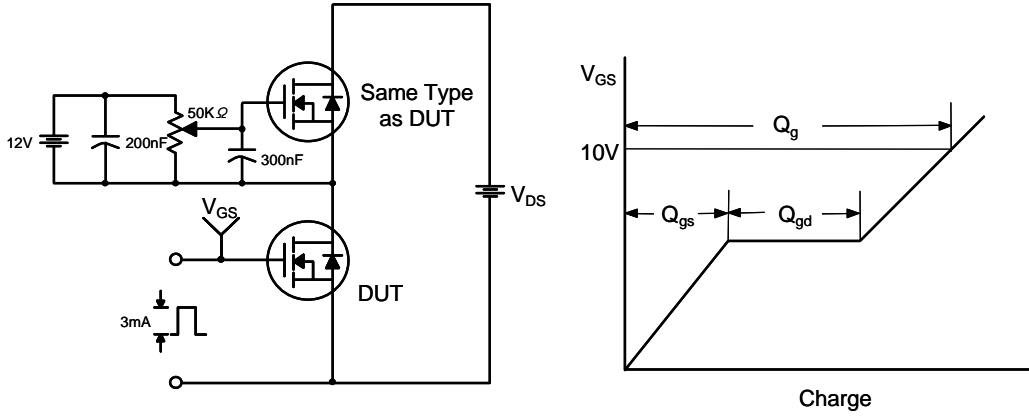 12V
200nF
50KΩ
300nF
Same Type
as DUT
V_DS
V_GS
DUT
3mA
V_GS
10V
Q_g
Q_gs
Q_gd
Charge